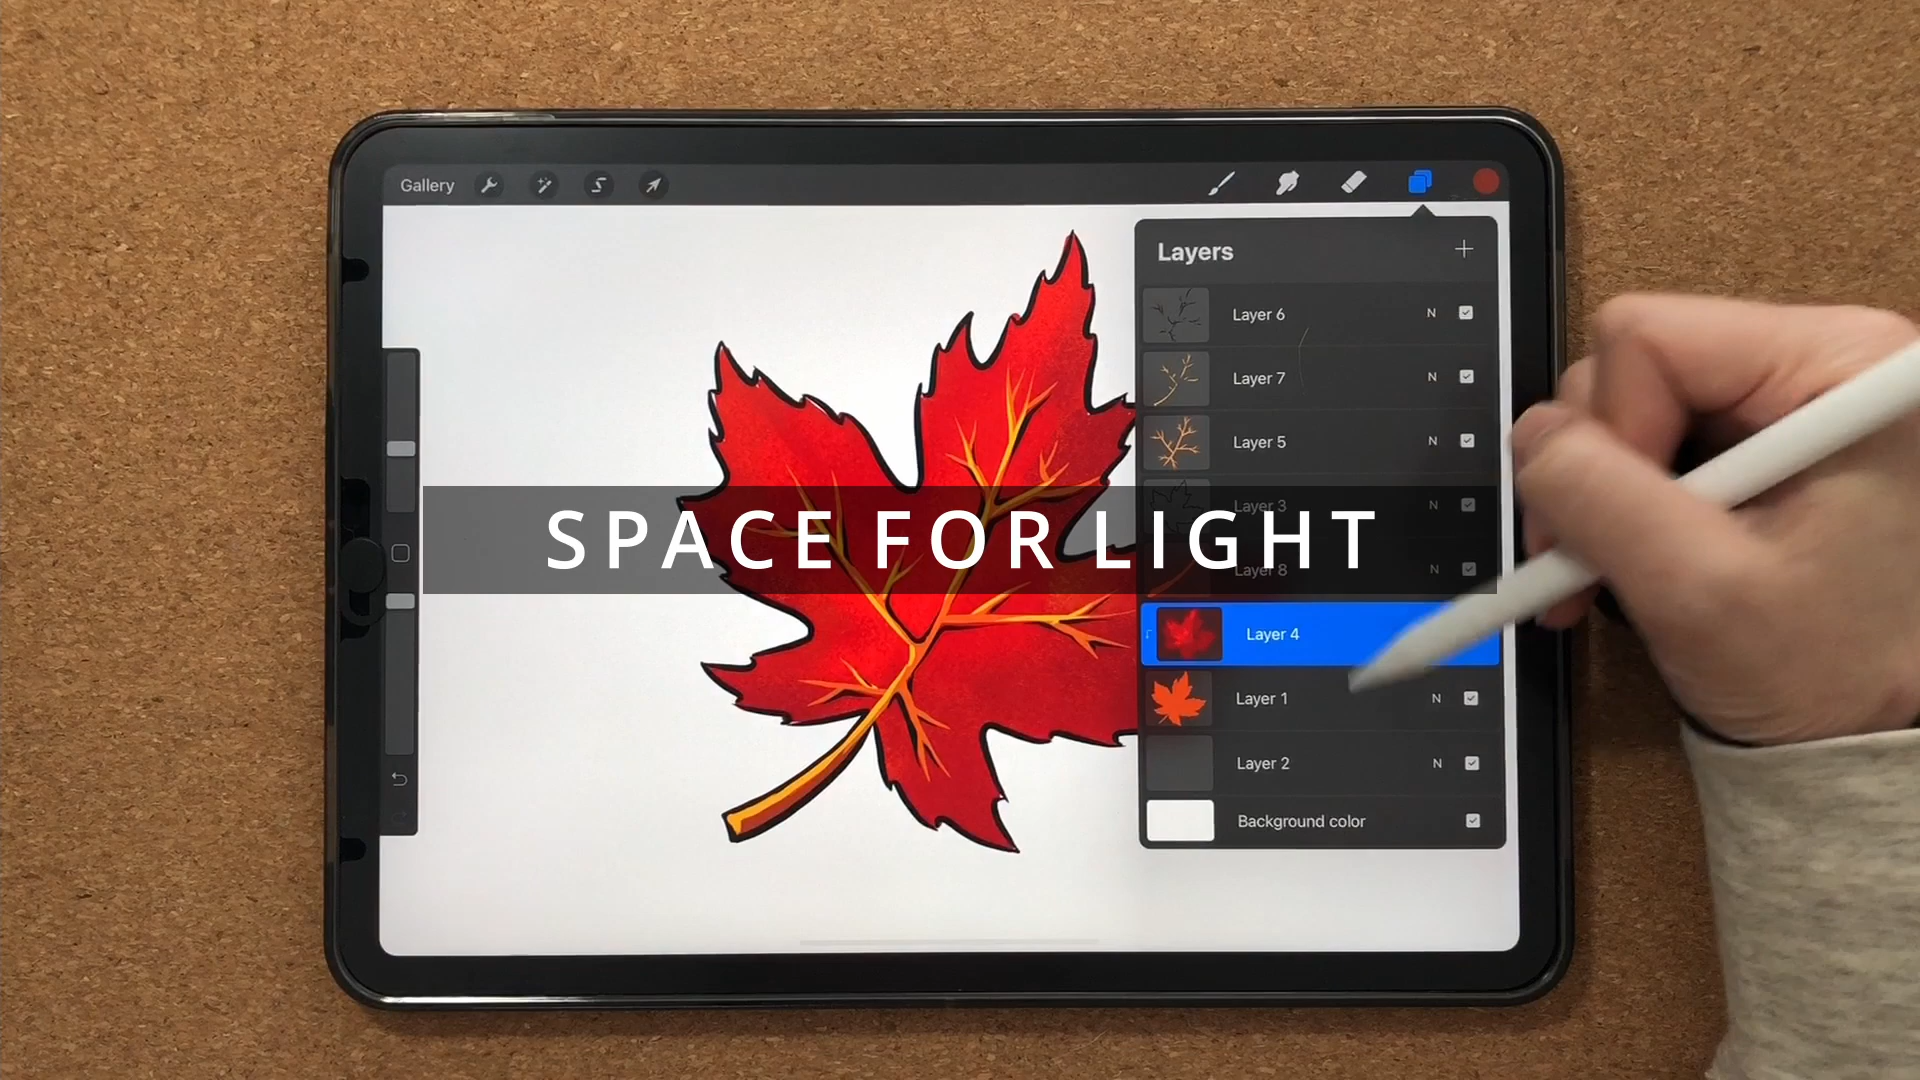 Gallery
Layers
Layer 6 N
Layer 7 N
Layer 5 N
Layer 3 N
SPACE FOR LIGHT
Layer 8 N
Layer 4
Layer 1 N
Layer 2 N
Background color